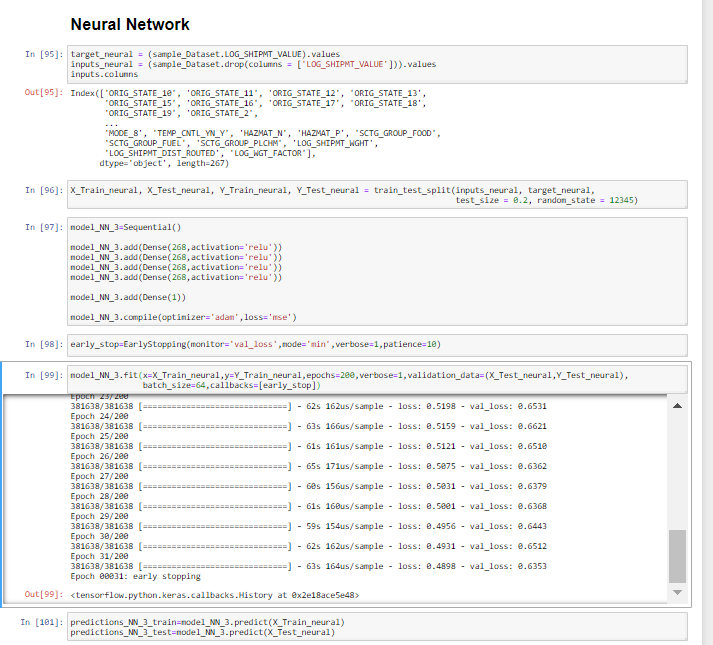 Neural Network
In [95]: target_neural = (sample_Dataset.LOG_SHIPMT_VALUE).values
inputs_neural = (sample_Dataset.drop(columns = ['LOG_SHIPMT_VALUE'])).values
inputs.columns
Out[95]: Index(['ORIG_STATE_10', 'ORIG_STATE_11', 'ORIG_STATE_12', 'ORIG_STATE_13',
'ORIG_STATE_15', 'ORIG_STATE_16', 'ORIG_STATE_17', 'ORIG_STATE_18',
'ORIG_STATE_19', 'ORIG_STATE_2',
...
'MODE_8', 'TEMP_CNTL_YN_Y', 'HAZMAT_N', 'HAZMAT_P', 'SCTG_GROUP_FOOD',
'SCTG_GROUP_FUEL', 'SCTG_GROUP_PLCHM', 'LOG_SHIPMT_WGHT',
'LOG_SHIPMT_DIST_ROUTED', 'LOG_WGT_FACTOR'],
dtype='object', length=267)
In [96]: X_Train_neural, X_Test_neural, Y_Train_neural, Y_Test_neural = train_test_split(inputs_neural, target_neural,
test_size = 0.2, random_state = 12345)
In [97]: model_NN_3=Sequential()
model_NN_3.add(Dense(268,activation='relu'))
model_NN_3.add(Dense(268,activation='relu'))
model_NN_3.add(Dense(268,activation='relu'))
model_NN_3.add(Dense(268,activation='relu'))
model_NN_3.add(Dense(1))
model_NN_3.compile(optimizer='adam',loss='mse')
In [98]: early_stop=EarlyStopping(monitor='val_loss',mode='min',verbose=1,patience=10)
In [99]: model_NN_3.fit(x=X_Train_neural,y=Y_Train_neural,epochs=200,verbose=1,validation_data=(X_Test_neural,Y_Test_neural),
batch_size=64,callbacks=[early_stop])
Epoch 23/200
381638/381638 [==============================] - 62s 162us/sample - loss: 0.5198 - val_loss: 0.6531
Epoch 24/200
381638/381638 [==============================] - 63s 166us/sample - loss: 0.5159 - val_loss: 0.6621
Epoch 25/200
381638/381638 [==============================] - 61s 161us/sample - loss: 0.5121 - val_loss: 0.6510
Epoch 26/200
381638/381638 [==============================] - 65s 171us/sample - loss: 0.5075 - val_loss: 0.6362
Epoch 27/200
381638/381638 [==============================] - 60s 156us/sample - loss: 0.5031 - val_loss: 0.6379
Epoch 28/200
381638/381638 [==============================] - 61s 160us/sample - loss: 0.5001 - val_loss: 0.6368
Epoch 29/200
381638/381638 [==============================] - 59s 154us/sample - loss: 0.4956 - val_loss: 0.6443
Epoch 30/200
381638/381638 [==============================] - 62s 162us/sample - loss: 0.4931 - val_loss: 0.6512
Epoch 31/200
381638/381638 [==============================] - 63s 164us/sample - loss: 0.4898 - val_loss: 0.6353
Epoch 00031: early stopping
Out[99]: <tensorflow.python.keras.callbacks.History at 0x2e18ace5e48>
In [101]: predictions_NN_3_train=model_NN_3.predict(X_Train_neural)
predictions_NN_3_test=model_NN_3.predict(X_Test_neural)